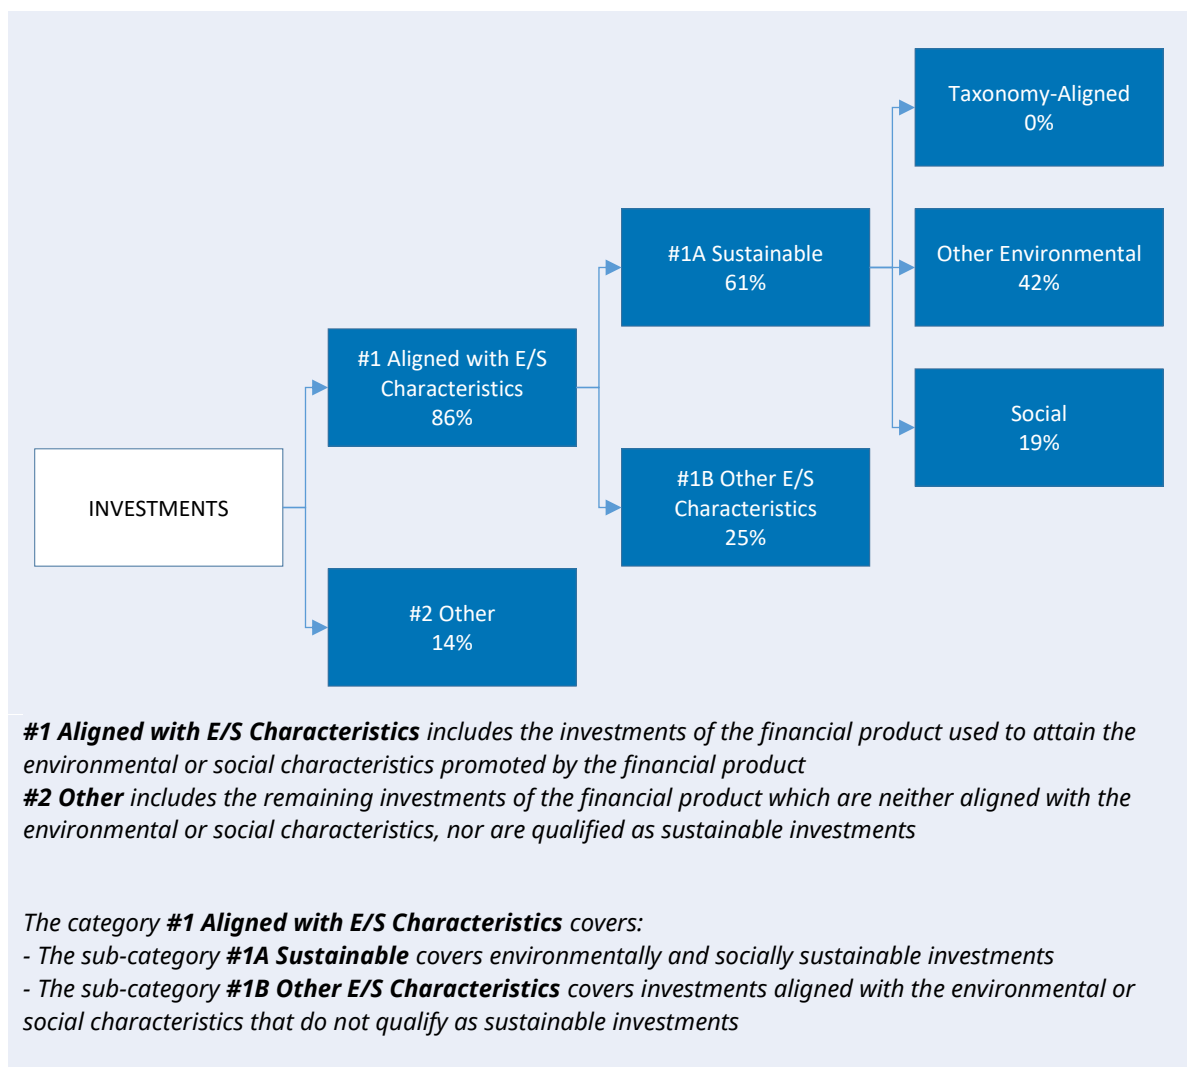 Taxonomy-Aligned
0%
#1A Sustainable
61%
Other Environmental
42%
#1 Aligned with E/S
Characteristics
86%
Social
19%
INVESTMENTS
#1B Other E/S
Characteristics
25%
#2 Other
14%
#1 Aligned with E/S Characteristics includes the investments of the financial product used to attain the
environmental or social characteristics promoted by the financial product
#2 Other includes the remaining investments of the financial product which are neither aligned with the
environmental or social characteristics, nor are qualified as sustainable investments
The category #1 Aligned with E/S Characteristics covers:
- The sub-category #1A Sustainable covers environmentally and socially sustainable investments
- The sub-category #1B Other E/S Characteristics covers investments aligned with the environmental or
social characteristics that do not qualify as sustainable investments